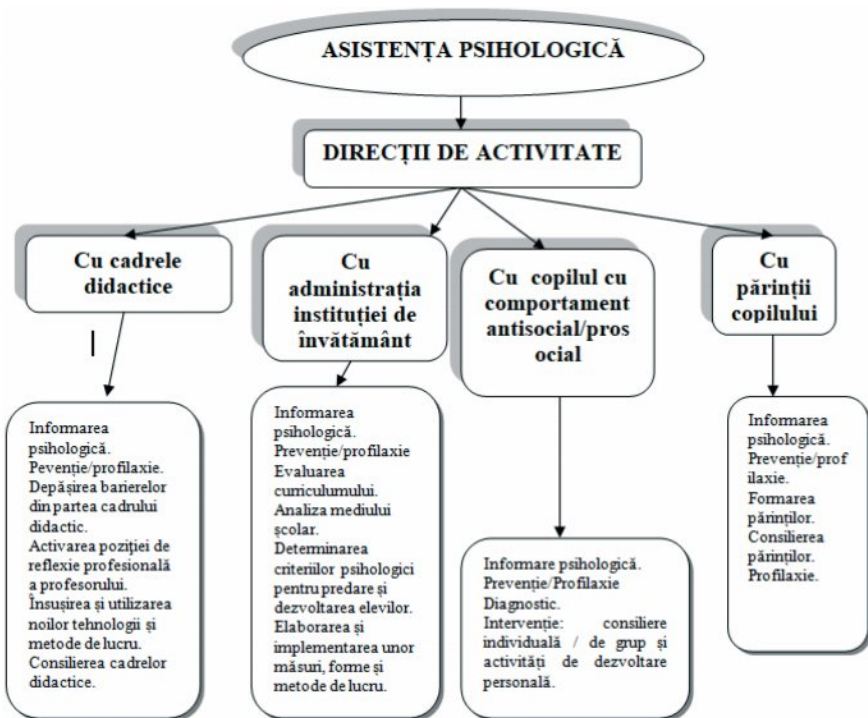 ASISTENȚA PSIHOLOGICĂ
DIRECȚII DE ACTIVITATE
Cu cadrele
didactice
Cu
administrația
instituției de
învătământ
Cu copilul cu
comportament
antisocial/pros
ocial
Cu
părinții
copilului
Informarea
psihologică.
Pevenție/profilaxie.
Depășirea barierelor
din partea cadrului
didactic.
Activarea poziției de
reflexie profesională
a profesorului.
Însușirea și utilizarea
noilor tehnologii și
metode de lucru.
Consilierea cadrelor
didactice.
Informarea
psihologică.
Prevenție/profilaxie
Evaluarea
curriculumului.
Analiza mediului
școlar.
Determinarea
criteriilor psihologici
pentru predare și
dezvoltarea elevilor.
Elaborarea și
implementarea unor
măsuri, forme și
metode de lucru.
Informare psihologică.
Prevenție/Profilaxie
Diagnostic.
Intervenție: consiliere
individuală / de grup și
activități de dezvoltare
personală.
Informarea
psihologică.
Prevenție/prof
ilaxie.
Formarea
părinților.
Consilierea
părinților.
Profilaxie.